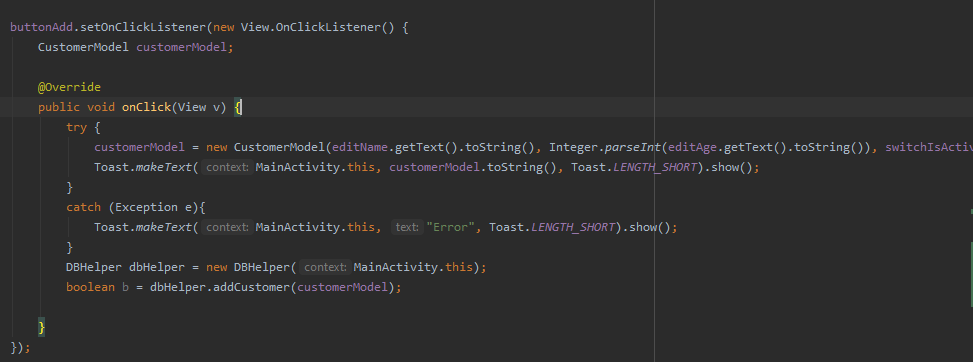 buttonAdd.setOnClickListener(new View.OnClickListener() {
CustomerModel customerModel;
@Override
public void onClick(View v) {
try {
customerModel = new CustomerModel(editName.getText().toString(), Integer.parseInt(editAge.getText().toString()), switchIsActiv
Toast.makeText( context: MainActivity.this, customerModel.toString(), Toast.LENGTH_SHORT).show();
}
catch (Exception e){
Toast.makeText( context: MainActivity.this, text: "Error", Toast.LENGTH_SHORT).show();
}
DBHelper dbHelper = new DBHelper( context: MainActivity.this);
boolean b = dbHelper.addCustomer(customerModel);
}
});